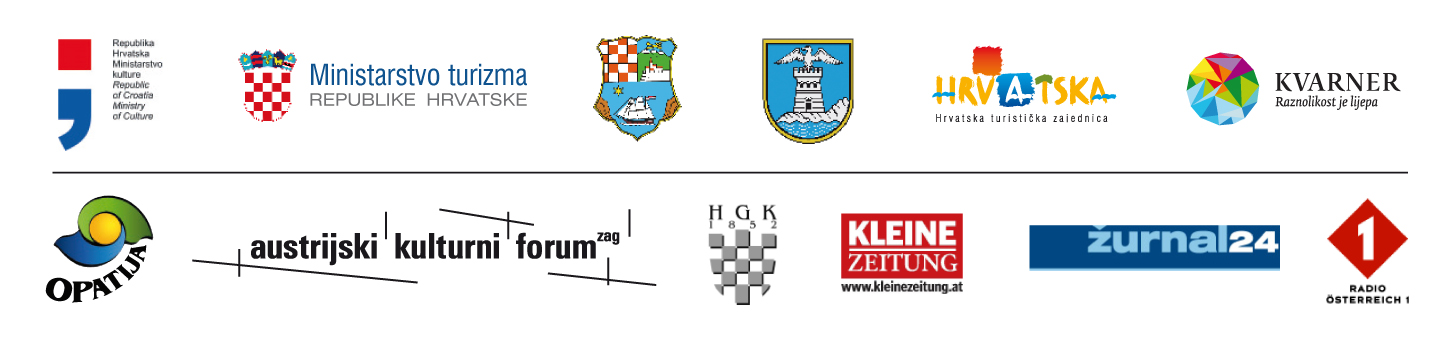 Republika
Hrvatska
Ministarstvo
kulture
Republic
of Croatia
Ministry
of Culture
Ministarstvo turizma
REPUBLIKE HRVATSKE
HRVATSKA
Hrvatska turistička zajednica
KVARNER
Raznolikost je lijepa
OPATIJA
austrijski kulturni forum zag
H G K
1 8 5 2
KLEINE
ZEITUNG
www.kleinezeitung.at
žurnal24
1
RADIO
ÖSTERREICH 1